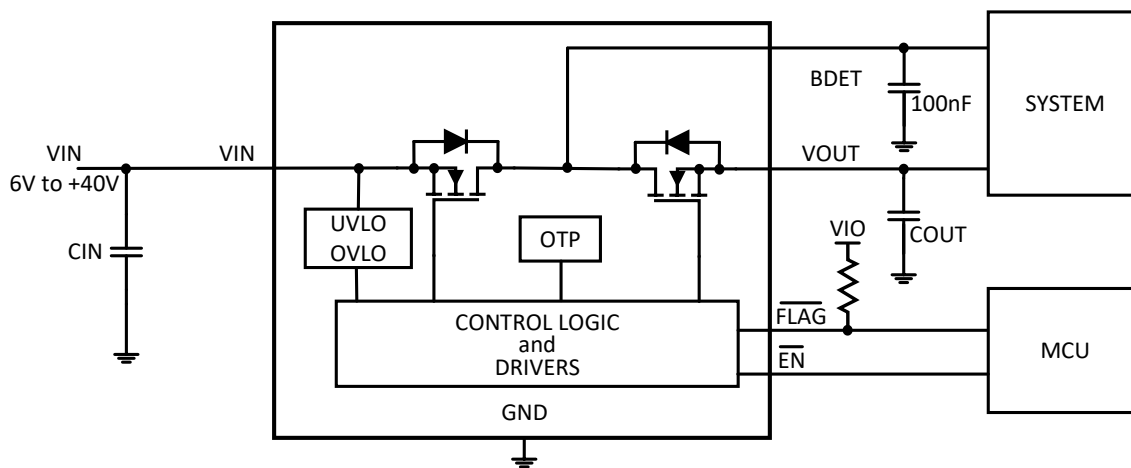 BDET
100nF
SYSTEM
VIN
6V to +40V
VIN
VOUT
CIN
UVLO
OVLO
OTP
VIO
COUT
CONTROL LOGIC
and
DRIVERS
FLAG
EN
MCU
GND